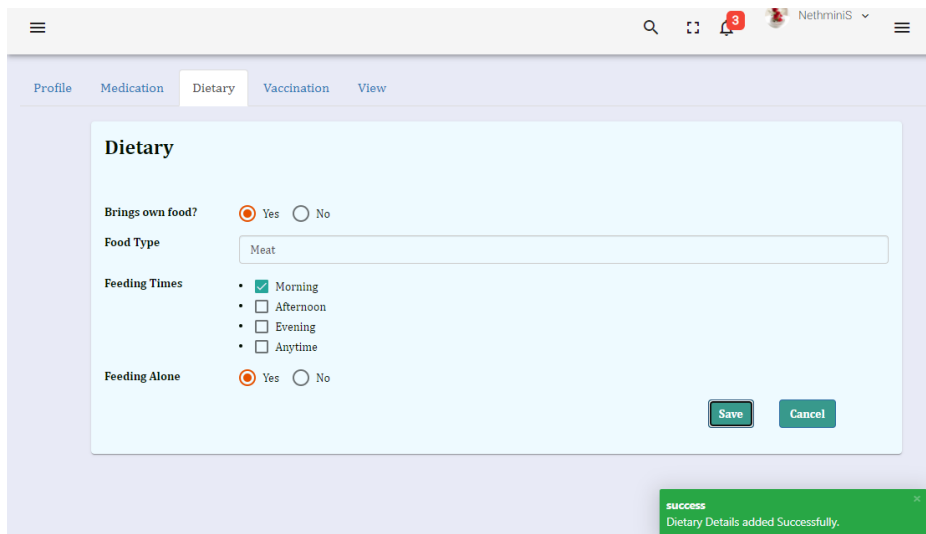 3
NethminiS
Profile Medication Dietary Vaccination View
Dietary
Brings own food? Yes No
Food Type Meat
Feeding Times Morning
Afternoon
Evening
Anytime
Feeding Alone Yes No
Save Cancel
success ×
Dietary Details added Successfully.